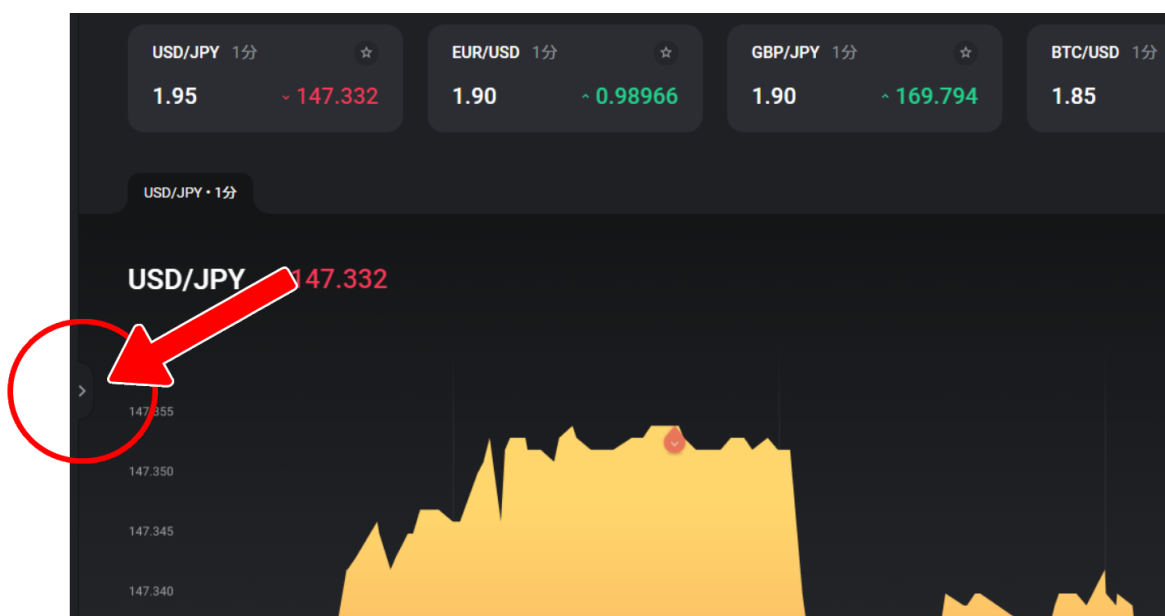 USD/JPY 1分
1.95 147.332
EUR/USD 1分
1.90 0.98966
GBP/JPY 1分
1.90 169.794
BTC/USD 1分
1.85
USD/JPY • 1分
USD/JPY 147.332
147.355
147.350
147.345
147.340